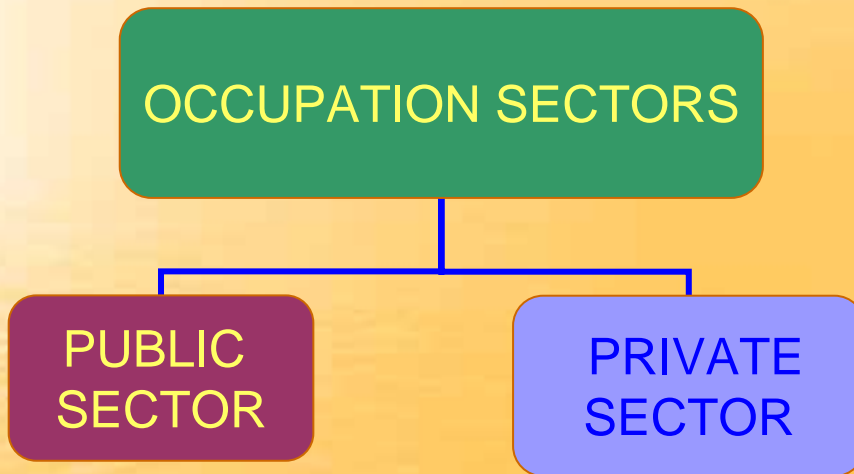 OCCUPATION SECTORS
PUBLIC
SECTOR
PRIVATE
SECTOR